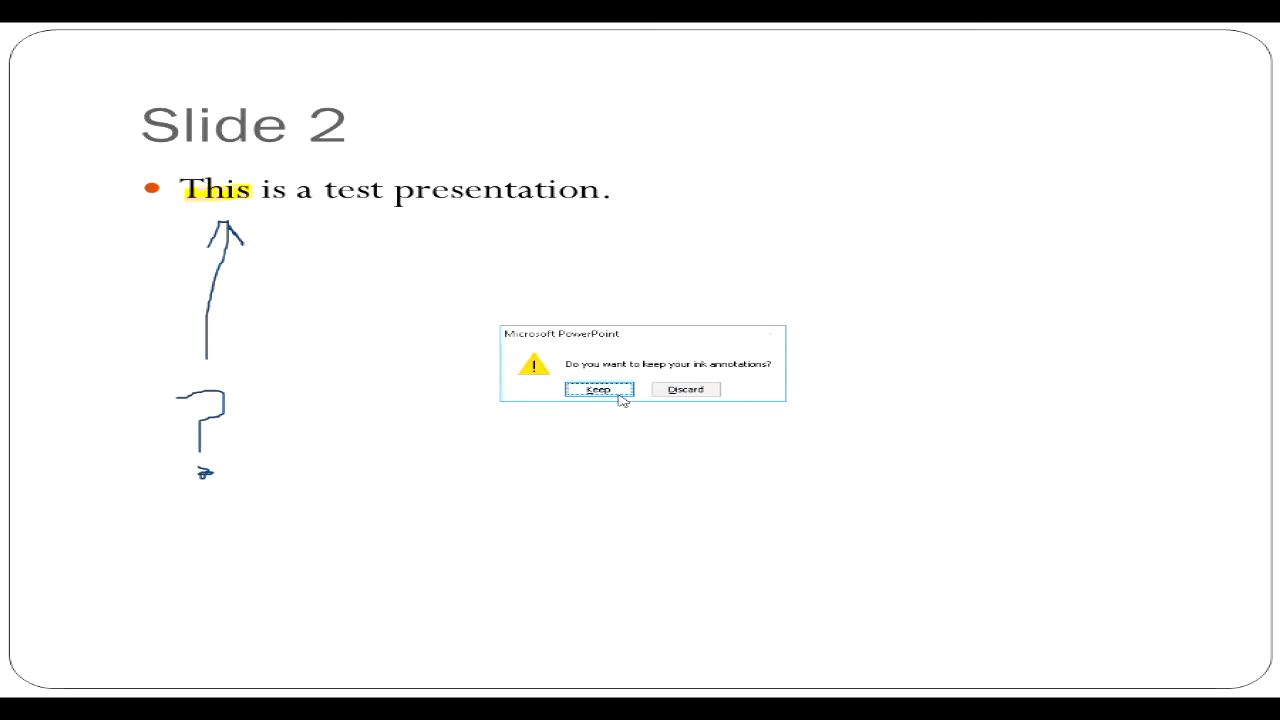 Slide 2
• This is a test presentation.
?
Microsoft PowerPoint
Do you want to keep your ink annotations?
Keep Discard